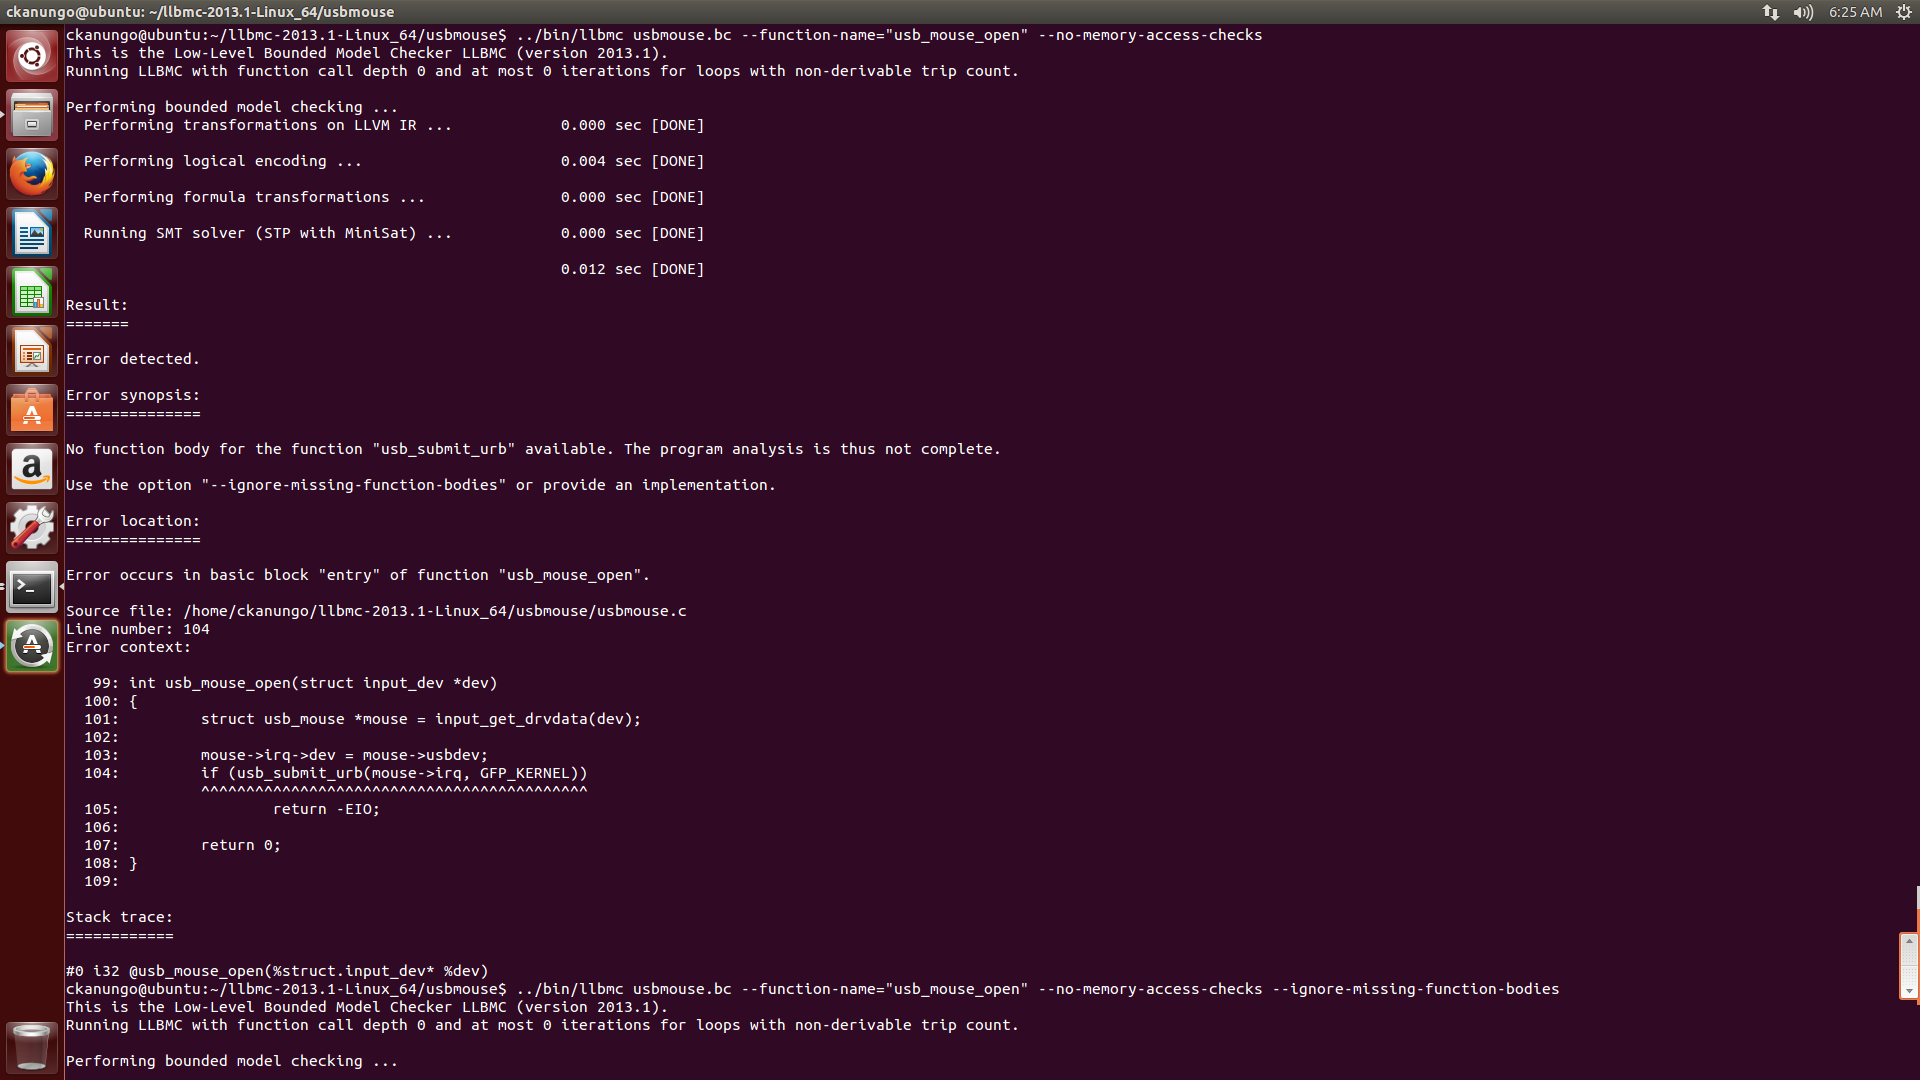 ckanungo@ubuntu: ~/llbmc-2013.1-Linux_64/usbmouse
6:25 AM
ckanungo@ubuntu:~/llbmc-2013.1-Linux_64/usbmouse$ ../bin/llbmc usbmouse.bc --function-name="usb_mouse_open" --no-memory-access-checks
This is the Low-Level Bounded Model Checker LLBMC (version 2013.1).
Running LLBMC with function call depth 0 and at most 0 iterations for loops with non-derivable trip count.
Performing bounded model checking ...
  Performing transformations on LLVM IR ...            0.000 sec [DONE]
  Performing logical encoding ...                      0.004 sec [DONE]
  Performing formula transformations ...               0.000 sec [DONE]
  Running SMT solver (STP with MiniSat) ...            0.000 sec [DONE]
                                                       0.012 sec [DONE]
Result:
=======
Error detected.
Error synopsis:
===============
No function body for the function "usb_submit_urb" available. The program analysis is thus not complete.
Use the option "--ignore-missing-function-bodies" or provide an implementation.
Error location:
===============
Error occurs in basic block "entry" of function "usb_mouse_open".
Source file: /home/ckanungo/llbmc-2013.1-Linux_64/usbmouse/usbmouse.c
Line number: 104
Error context:
   99: int usb_mouse_open(struct input_dev *dev)
  100: {
  101:         struct usb_mouse *mouse = input_get_drvdata(dev);
  102:
  103:         mouse->irq->dev = mouse->usbdev;
  104:         if (usb_submit_urb(mouse->irq, GFP_KERNEL))
               ^^^^^^^^^^^^^^^^^^^^^^^^^^^^^^^^^^^^^^^^^^^
  105:                 return -EIO;
  106:
  107:         return 0;
  108: }
  109:
Stack trace:
============
#0 i32 @usb_mouse_open(%struct.input_dev* %dev)
ckanungo@ubuntu:~/llbmc-2013.1-Linux_64/usbmouse$ ../bin/llbmc usbmouse.bc --function-name="usb_mouse_open" --no-memory-access-checks --ignore-missing-function-bodies
This is the Low-Level Bounded Model Checker LLBMC (version 2013.1).
Running LLBMC with function call depth 0 and at most 0 iterations for loops with non-derivable trip count.
Performing bounded model checking ...